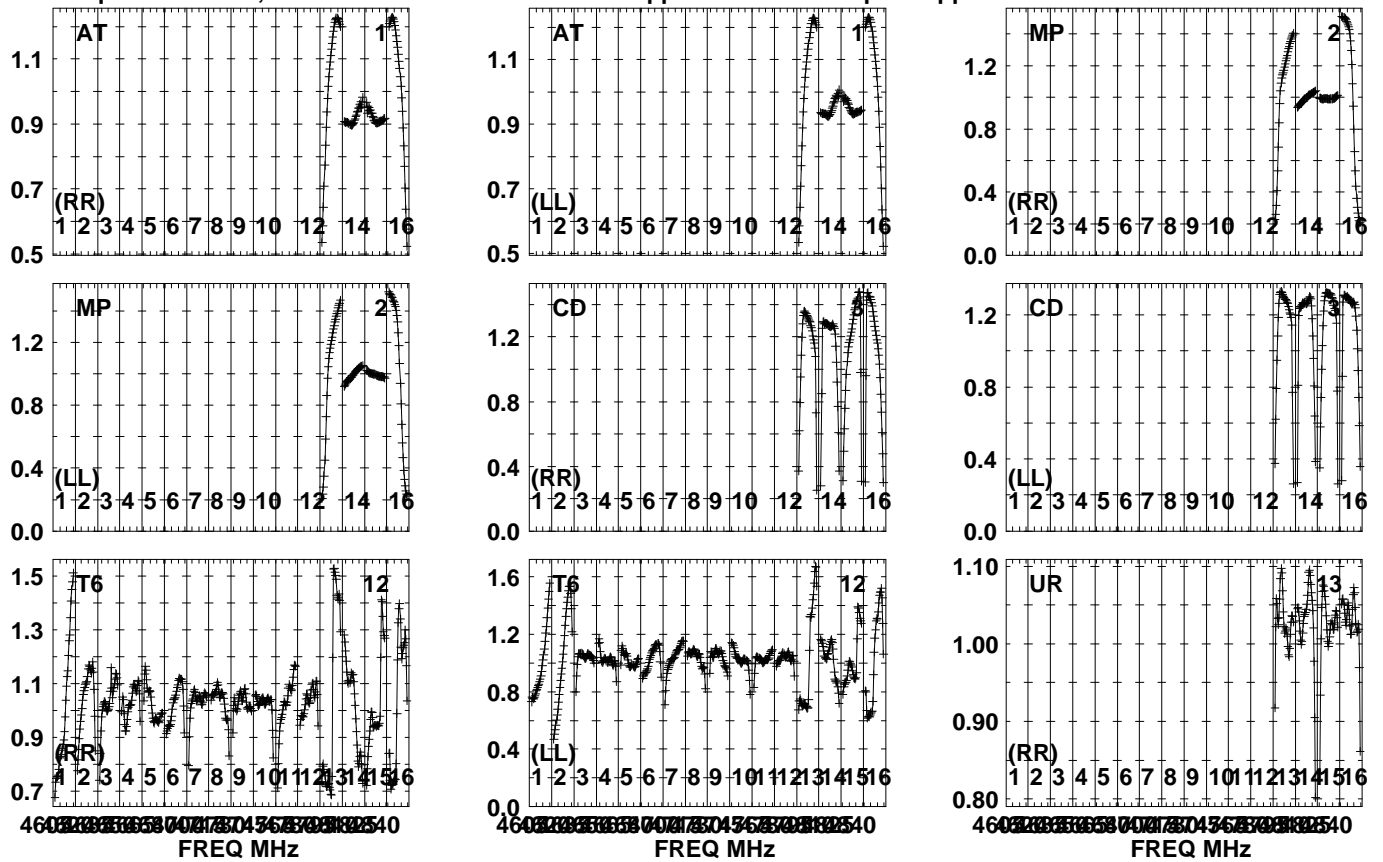 AT 1
1.1
0.9
0.7
(RR)
1 2 3 4 5 6 7 8 9 10 12 14 16
0.5
AT 1
1.1
0.9
0.7
(LL)
1 2 3 4 5 6 7 8 9 10 12 14 16
0.5
MP 2
1.2
0.8
0.4
(RR)
1 2 3 4 5 6 7 8 9 10 12 14 16
0.0
MP 2
1.2
0.8
0.4
(LL)
1 2 3 4 5 6 7 8 9 10 12 14 16
0.0
CD 3
1.2
0.8
0.4
(RR)
1 2 3 4 5 6 7 8 9 10 12 14 16
0.0
CD 3
1.2
0.8
0.4
(LL)
1 2 3 4 5 6 7 8 9 10 12 14 16
0.0
T6 12
1.5
1.3
1.1
0.9
(RR)
1 2 3 4 5 6 7 8 9 10 11 12 13 14 15 16
0.7
FREQ MHz
T6 12
1.6
1.2
0.8
0.4
(LL)
1 2 3 4 5 6 7 8 9 10 11 12 13 14 15 16
0.0
FREQ MHz
UR 13
1.10
1.00
0.90
(RR)
1 2 3 4 5 6 7 8 9 10 11 12 13 14 15 16
0.80
FREQ MHz